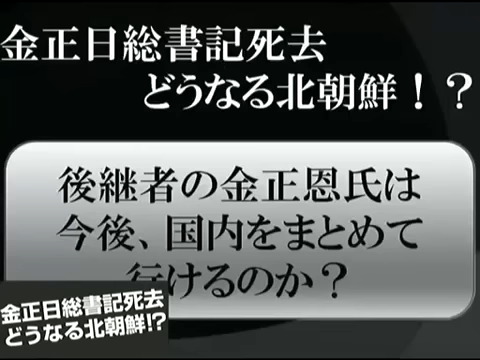 金正日総書記死去
どうなる北朝鮮！？
後継者の金正恩氏は
今後、国内をまとめて
行けるのか？
金正日総書記死去
どうなる北朝鮮!?